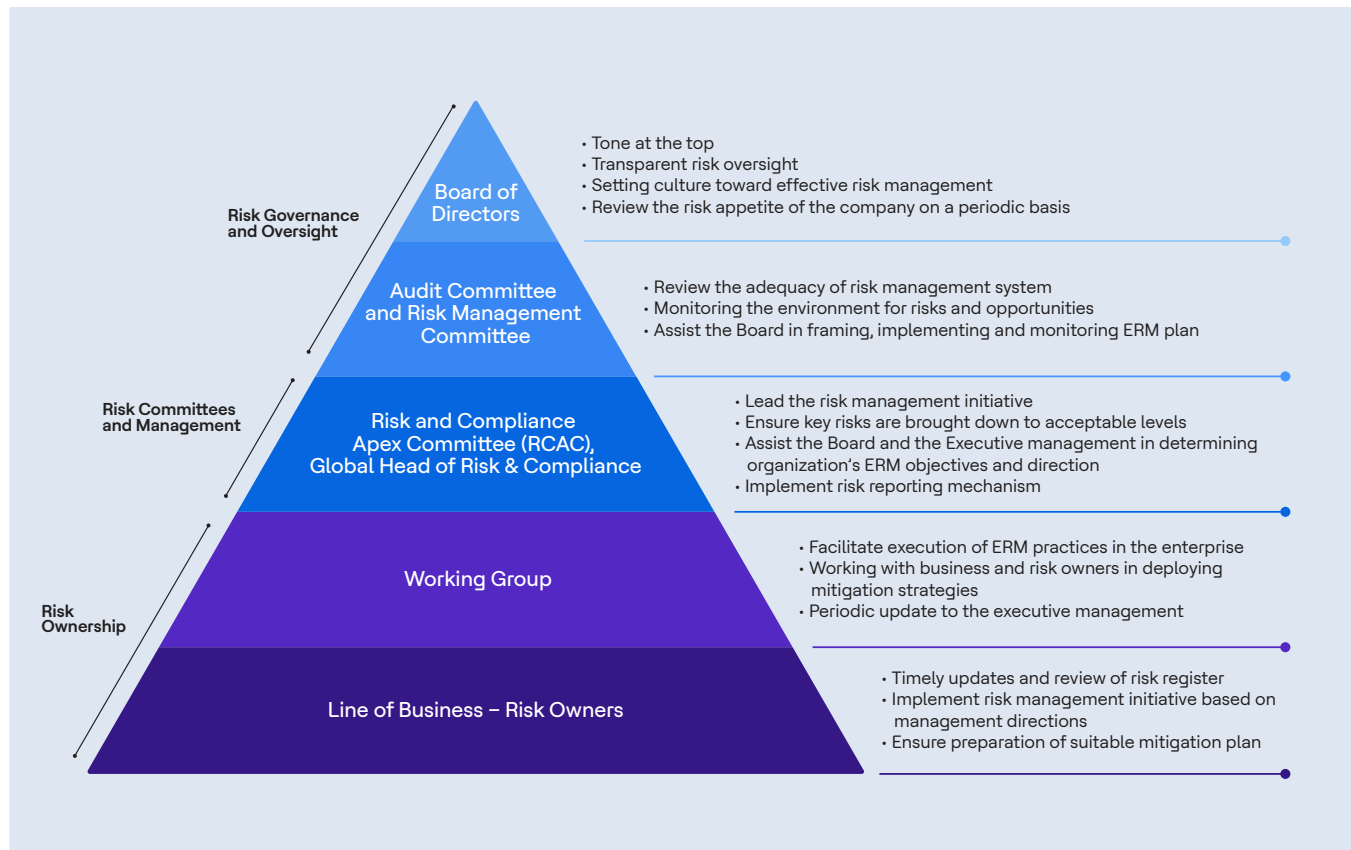 Risk Governance
and Oversight
Board of
Directors
• Tone at the top
• Transparent risk oversight
• Setting culture toward effective risk management
• Review the risk appetite of the company on a periodic basis
Audit Committee
and Risk Management
Committee
• Review the adequacy of risk management system
• Monitoring the environment for risks and opportunities
• Assist the Board in framing, implementing and monitoring ERM plan
Risk Committees
and Management
Risk and Compliance
Apex Committee (RCAC),
Global Head of Risk & Compliance
• Lead the risk management initiative
• Ensure key risks are brought down to acceptable levels
• Assist the Board and the Executive management in determining
organization‘s ERM objectives and direction
• Implement risk reporting mechanism
Risk
Ownership
Working Group
• Facilitate execution of ERM practices in the enterprise
• Working with business and risk owners in deploying
mitigation strategies
• Periodic update to the executive management
Line of Business – Risk Owners
• Timely updates and review of risk register
• Implement risk management initiative based on
management directions
• Ensure preparation of suitable mitigation plan